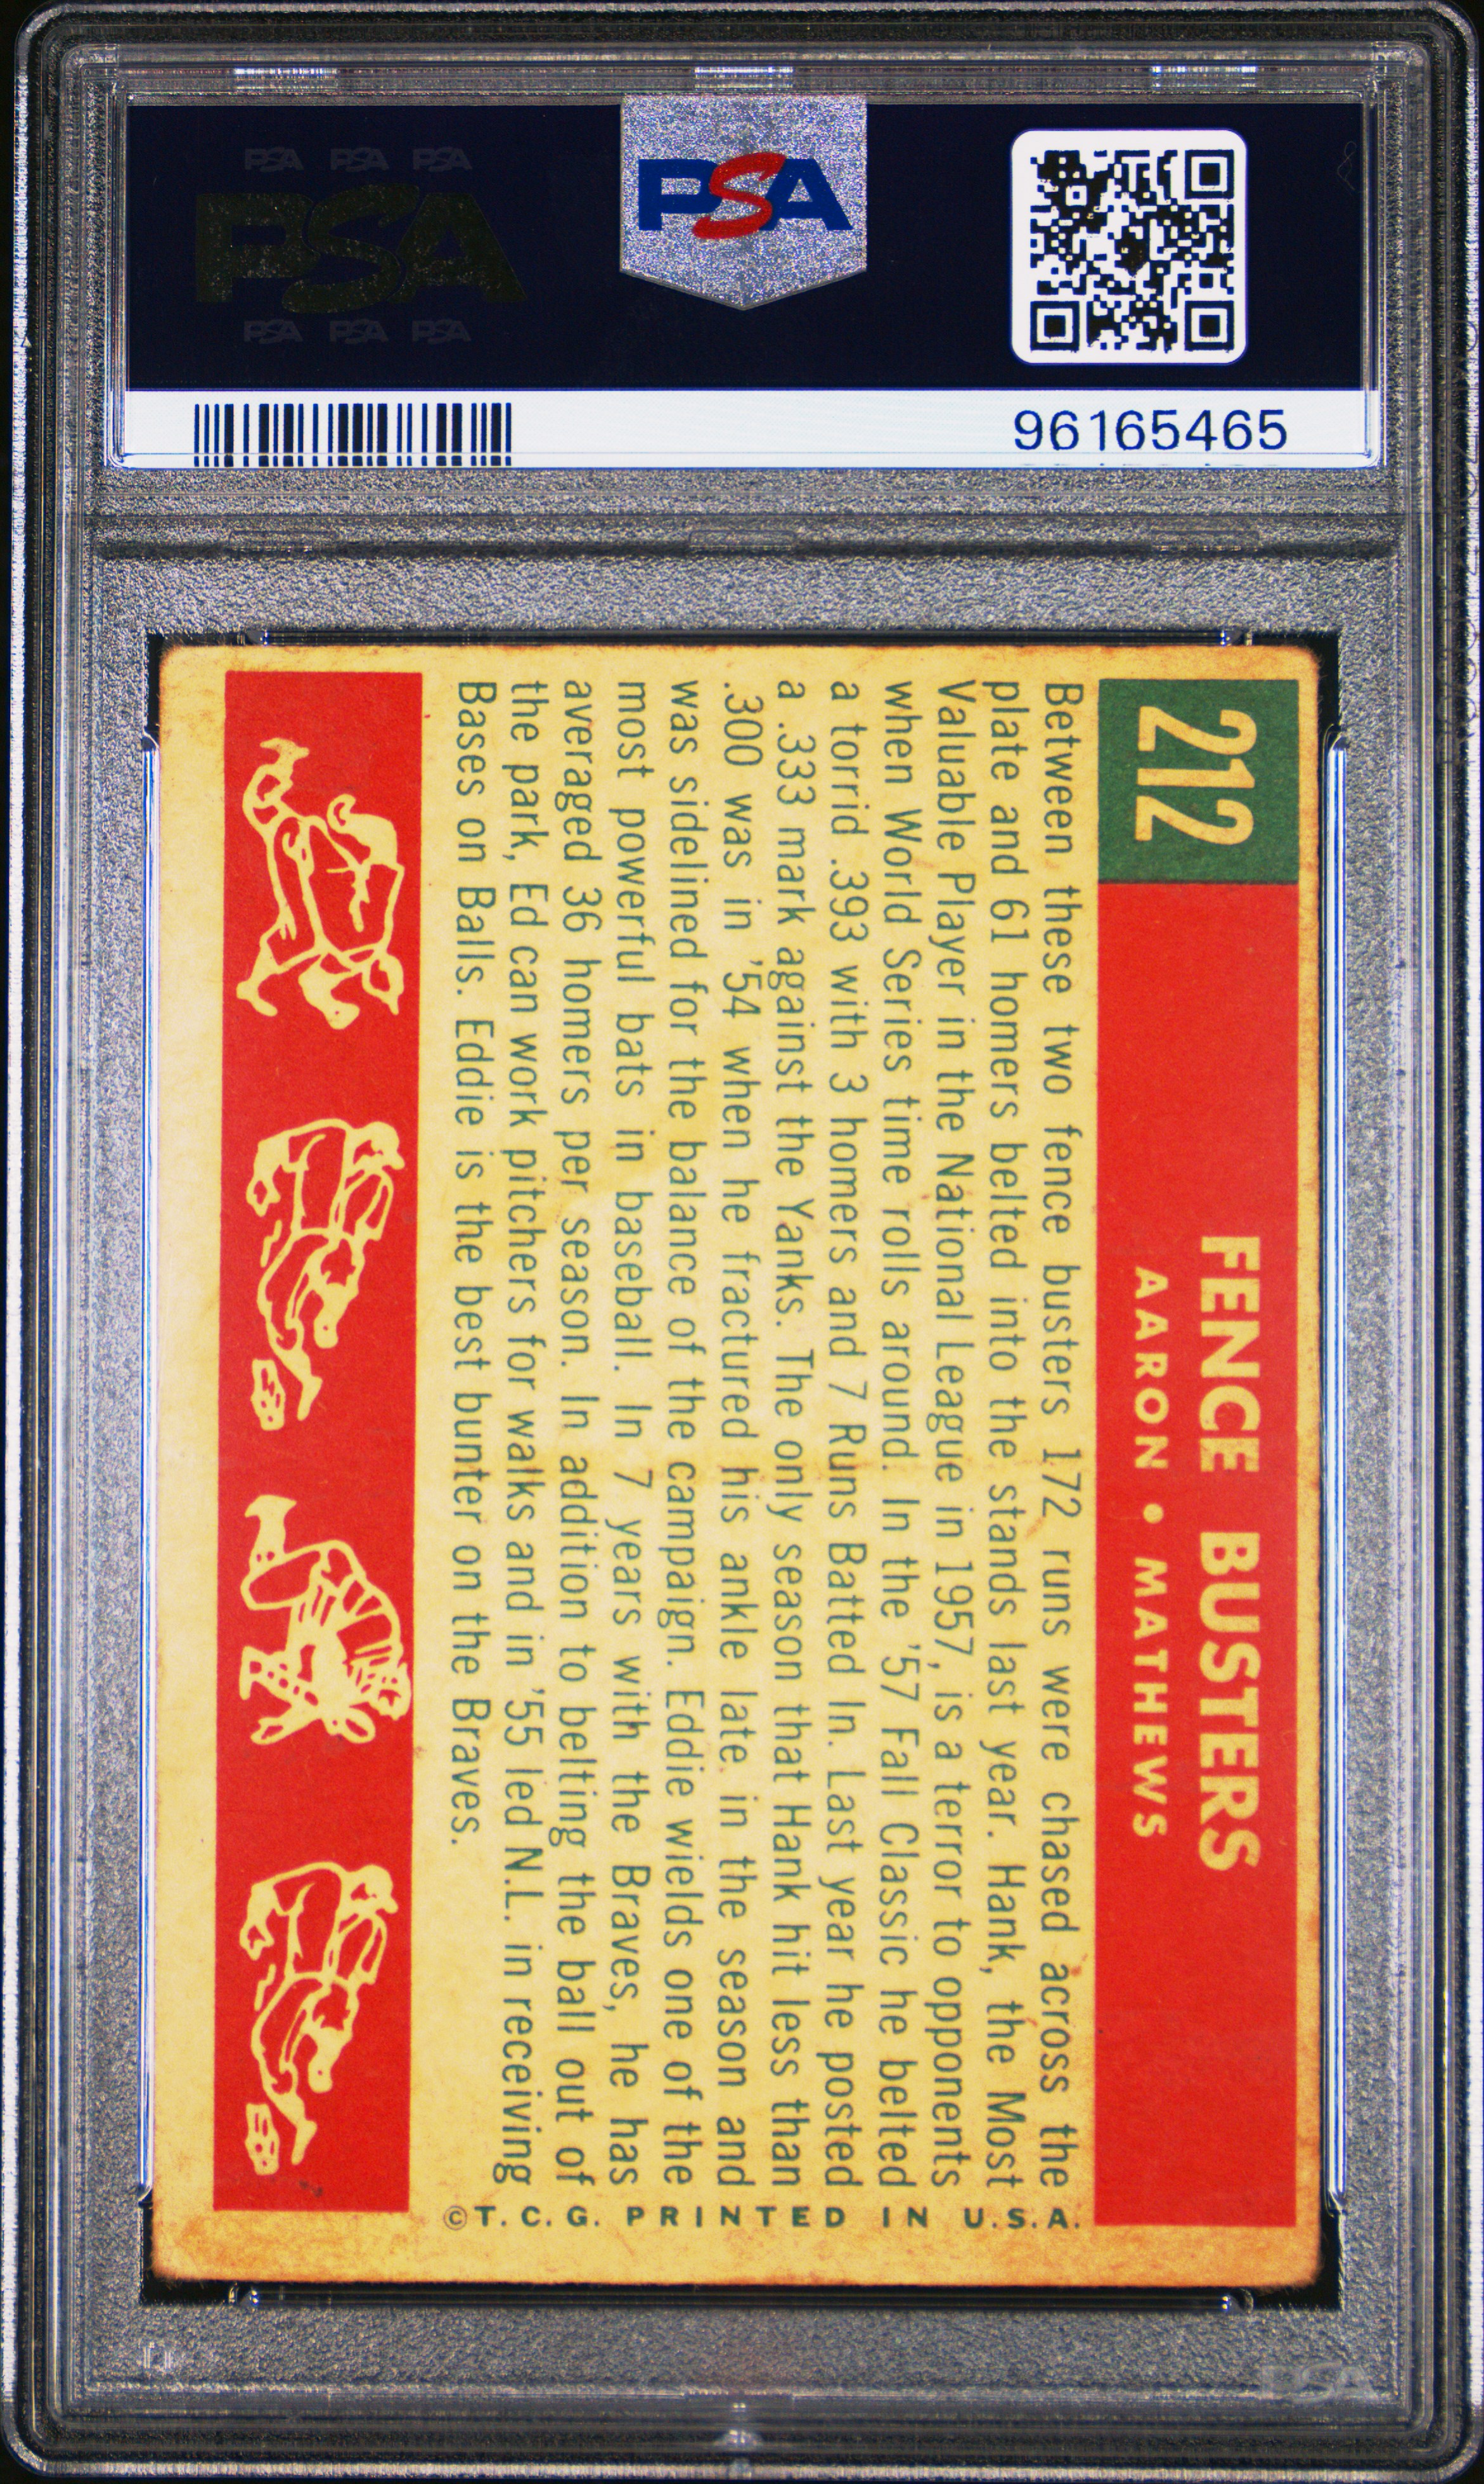 PSA PSA PSA
PSA
PSA PSA PSA
PSA
96165465
212
FENCE BUSTERS
AARON • MATHEWS
Between these two fence busters 172 runs were chased across the
plate and 61 homers belted into the stands last year. Hank, the Most
Valuable Player in the National League in 1957, is a terror to opponents
when World Series time rolls around. In the '57 Fall Classic he belted
a torrid .393 with 3 homers and 7 Runs Batted In. Last year he posted
a .333 mark against the Yanks. The only season that Hank hit less than
.300 was in '54 when he fractured his ankle late in the season and
was sidelined for the balance of the campaign. Eddie wields one of the
most powerful bats in baseball. In 7 years with the Braves, he has
averaged 36 homers per season. In addition to belting the ball out of
the park, Ed can work pitchers for walks and in '55 led N.L. in receiving
Bases on Balls. Eddie is the best bunter on the Braves.
©T.C.G. PRINTED IN U.S.A.
PSA